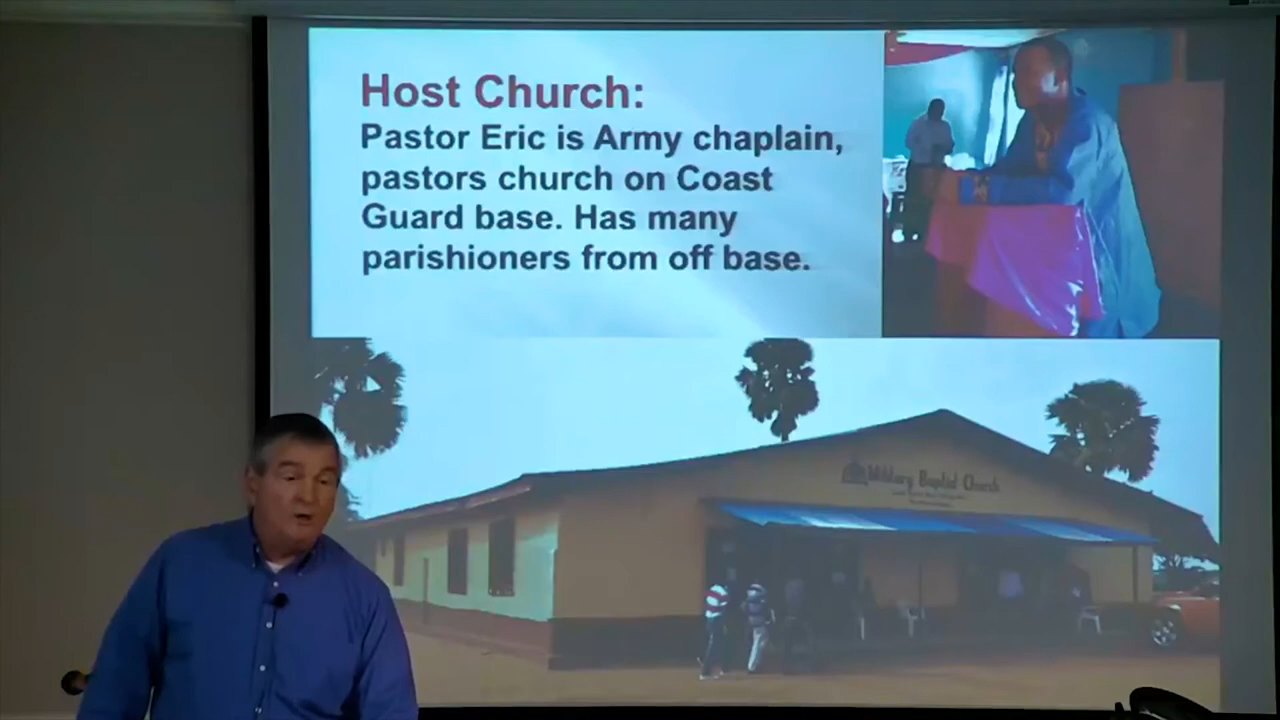 Host Church:
Pastor Eric is Army chaplain,
pastors church on Coast
Guard base. Has many
parishioners from off base.
Military Baptist Church